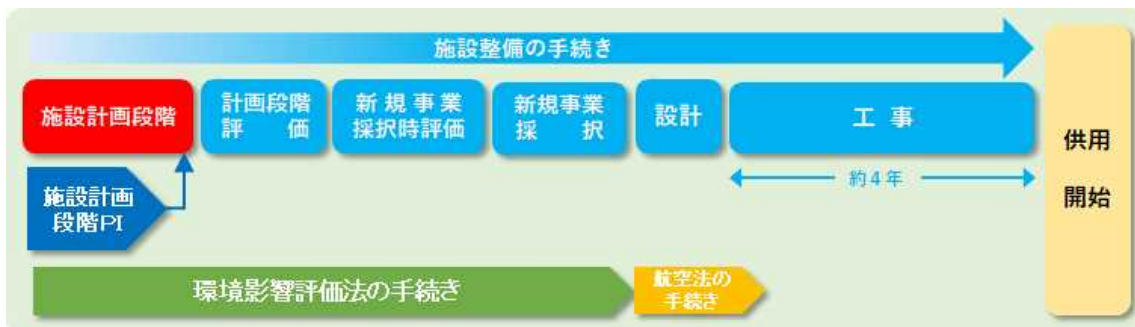 施設整備の手続き
施設計画段階
計画段階
評　　価
新規事業
採択時評価
新規事業
採　　択
設計
工 事
供用
開始
約4年
施設計画
段階PI
環境影響評価法の手続き
航空法の
手続き